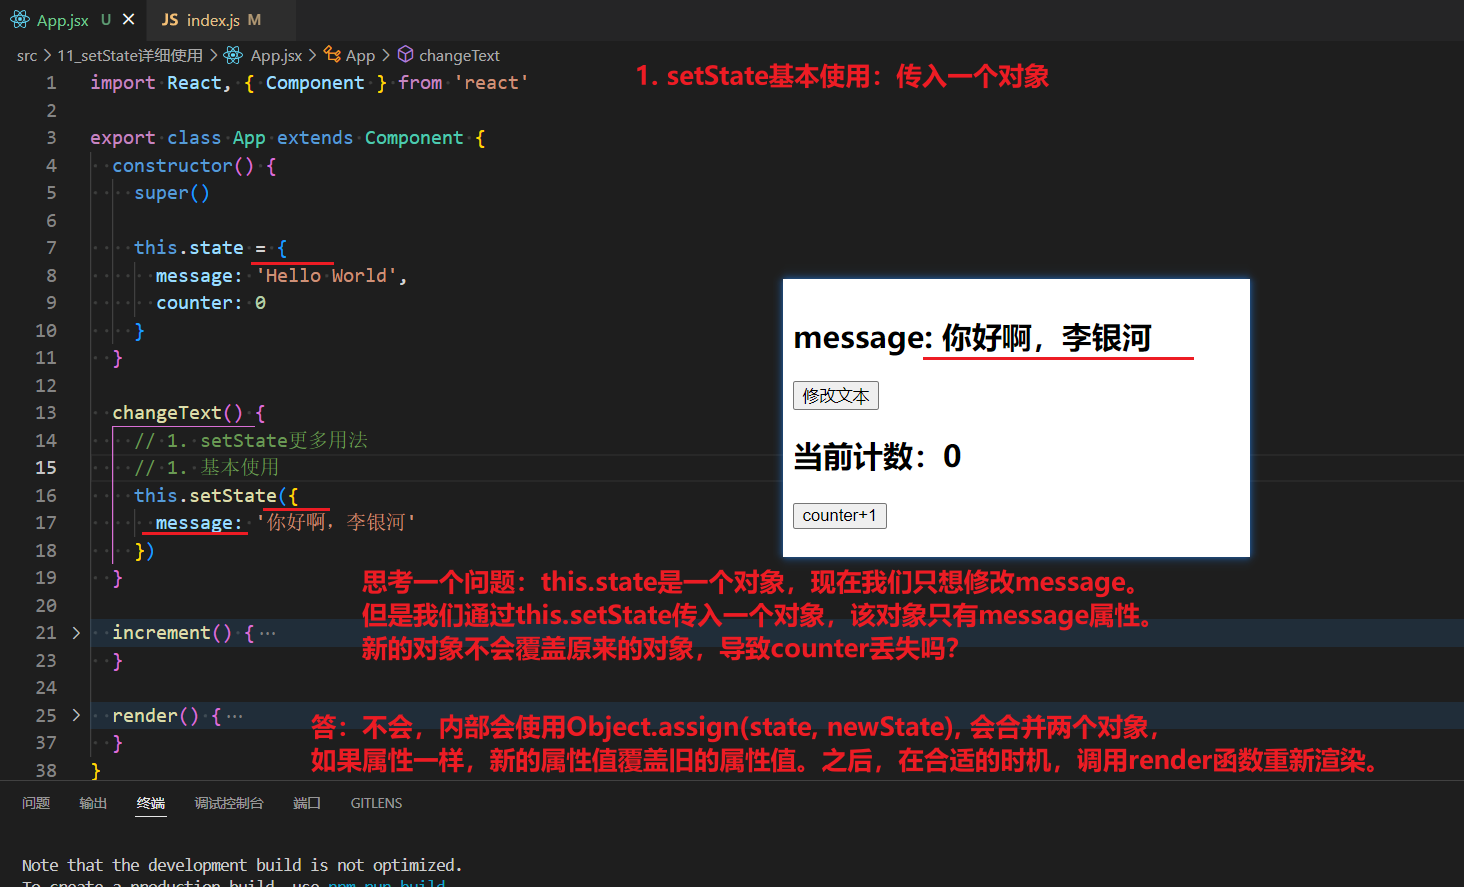 App.jsx U × JS index.js M
src > 11_setState详细使用 > App.jsx > App > changeText
1. setState基本使用：传入一个对象
1 import React, { Component } from 'react'
2
3 export class App extends Component {
4 constructor() {
5 super()
6
7 this.state = {
8 message: 'Hello World',
9 counter: 0
10 }
11 }
12
13 changeText() {
14 // 1. setState更多用法
15 // 1. 基本使用
16 this.setState({
17 message: '你好啊，李银河'
18 })
19 }
20
21 > increment() { ...
23 }
24
25 > render() { ...
37 }
38 }
message: 你好啊，李银河
修改文本
当前计数：0
counter+1
思考一个问题：this.state是一个对象，现在我们只想修改message。
但是我们通过this.setState传入一个对象，该对象只有message属性。
新的对象不会覆盖原来的对象，导致counter丢失吗？
答：不会，内部会使用Object.assign(state, newState), 会合并两个对象，
如果属性一样，新的属性值覆盖旧的属性值。之后，在合适的时机，调用render函数重新渲染。
问题 输出 终端 调试控制台 端口 GITLENS
Note that the development build is not optimized.
To create a production build, use npm run build.